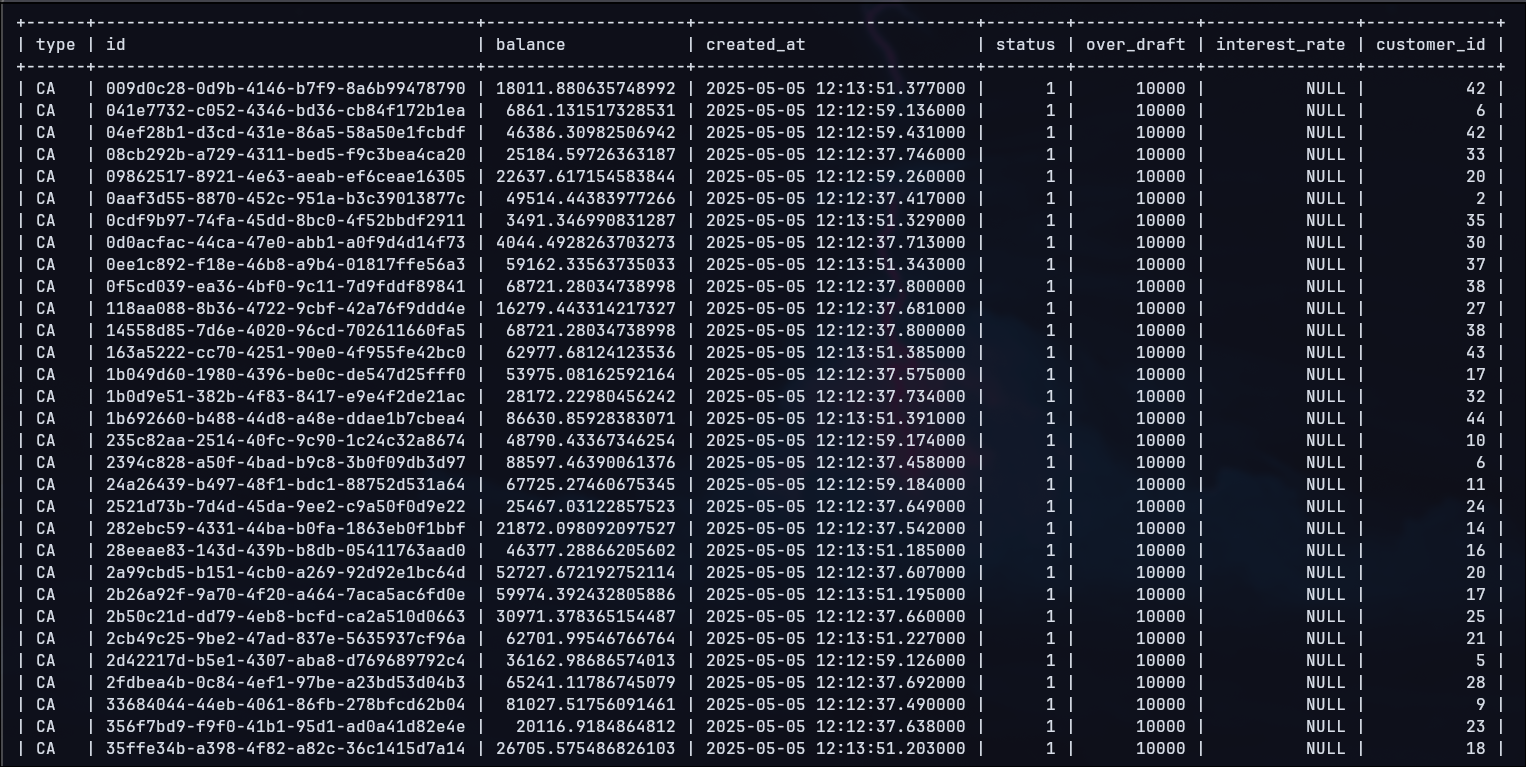 +------+--------------------------------------+--------------------+----------------------------+--------+------------+---------------+-------------+
| type | id                                   | balance            | created_at                 | status | over_draft | interest_rate | customer_id |
+------+--------------------------------------+--------------------+----------------------------+--------+------------+---------------+-------------+
| CA   | 009d0c28-0d9b-4146-b7f9-8a6b99478790 | 18011.880635748992 | 2025-05-05 12:13:51.377000 |      1 |      10000 |          NULL |          42 |
| CA   | 041e7732-c052-4346-bd36-cb84f172b1ea |  6861.131517328531 | 2025-05-05 12:12:59.136000 |      1 |      10000 |          NULL |           6 |
| CA   | 04ef28b1-d3cd-431e-86a5-58a50e1fcbdf |  46386.30982506942 | 2025-05-05 12:12:59.431000 |      1 |      10000 |          NULL |          42 |
| CA   | 08cb292b-a729-4311-bed5-f9c3bea4ca20 |  25184.59726363187 | 2025-05-05 12:12:37.746000 |      1 |      10000 |          NULL |          33 |
| CA   | 09862517-8921-4e63-aeab-ef6ceae16305 | 22637.617154583844 | 2025-05-05 12:12:59.260000 |      1 |      10000 |          NULL |          20 |
| CA   | 0aaf3d55-8870-452c-951a-b3c39013877c |  49514.44383977266 | 2025-05-05 12:12:37.417000 |      1 |      10000 |          NULL |           2 |
| CA   | 0cdf9b97-74fa-45dd-8bc0-4f52bbdf2911 |  3491.346990831287 | 2025-05-05 12:13:51.329000 |      1 |      10000 |          NULL |          35 |
| CA   | 0d0acfac-44ca-47e0-abb1-a0f9d4d14f73 | 4044.4928263703273 | 2025-05-05 12:12:37.713000 |      1 |      10000 |          NULL |          30 |
| CA   | 0ee1c892-f18e-46b8-a9b4-01817ffe56a3 |  59162.33563735033 | 2025-05-05 12:13:51.343000 |      1 |      10000 |          NULL |          37 |
| CA   | 0f5cd039-ea36-4bf0-9c11-7d9fddf89841 |  68721.28034738998 | 2025-05-05 12:12:37.800000 |      1 |      10000 |          NULL |          38 |
| CA   | 118aa088-8b36-4722-9cbf-42a76f9ddd4e | 16279.443314217327 | 2025-05-05 12:12:37.681000 |      1 |      10000 |          NULL |          27 |
| CA   | 14558d85-7d6e-4020-96cd-702611660fa5 |  68721.28034738998 | 2025-05-05 12:12:37.800000 |      1 |      10000 |          NULL |          38 |
| CA   | 163a5222-cc70-4251-90e0-4f955fe42bc0 |  62977.68124123536 | 2025-05-05 12:13:51.385000 |      1 |      10000 |          NULL |          43 |
| CA   | 1b049d60-1980-4396-be0c-de547d25fff0 |  53975.08162592164 | 2025-05-05 12:12:37.575000 |      1 |      10000 |          NULL |          17 |
| CA   | 1b0d9e51-382b-4f83-8417-e9e4f2de21ac |  28172.22980456242 | 2025-05-05 12:12:37.734000 |      1 |      10000 |          NULL |          32 |
| CA   | 1b692660-b488-44d8-a48e-ddae1b7cbea4 |  86630.85928383071 | 2025-05-05 12:13:51.391000 |      1 |      10000 |          NULL |          44 |
| CA   | 235c82aa-2514-40fc-9c90-1c24c32a8674 |  48790.43367346254 | 2025-05-05 12:12:59.174000 |      1 |      10000 |          NULL |          10 |
| CA   | 2394c828-a50f-4bad-b9c8-3b0f09db3d97 |  88597.46390061376 | 2025-05-05 12:12:37.458000 |      1 |      10000 |          NULL |           6 |
| CA   | 24a26439-b497-48f1-bdc1-88752d531a64 |  67725.27460675345 | 2025-05-05 12:12:59.184000 |      1 |      10000 |          NULL |          11 |
| CA   | 2521d73b-7d4d-45da-9ee2-c9a50f0d9e22 |  25467.03122857523 | 2025-05-05 12:12:37.649000 |      1 |      10000 |          NULL |          24 |
| CA   | 282ebc59-4331-44ba-b0fa-1863eb0f1bbf | 21872.098092097527 | 2025-05-05 12:12:37.542000 |      1 |      10000 |          NULL |          14 |
| CA   | 28eeae83-143d-439b-b8db-05411763aad0 |  46377.28866205602 | 2025-05-05 12:13:51.185000 |      1 |      10000 |          NULL |          16 |
| CA   | 2a99cbd5-b151-4cb0-a269-92d92e1bc64d | 52727.672192752114 | 2025-05-05 12:12:37.607000 |      1 |      10000 |          NULL |          20 |
| CA   | 2b26a92f-9a70-4f20-a464-7aca5ac6fd0e | 59974.392432805886 | 2025-05-05 12:13:51.195000 |      1 |      10000 |          NULL |          17 |
| CA   | 2b50c21d-dd79-4eb8-bcfd-ca2a510d0663 | 30971.378365154487 | 2025-05-05 12:12:37.660000 |      1 |      10000 |          NULL |          25 |
| CA   | 2cb49c25-9be2-47ad-837e-5635937cf96a |  62701.99546766764 | 2025-05-05 12:13:51.227000 |      1 |      10000 |          NULL |          21 |
| CA   | 2d42217d-b5e1-4307-aba8-d769689792c4 |  36162.98686574013 | 2025-05-05 12:12:59.126000 |      1 |      10000 |          NULL |           5 |
| CA   | 2fdbea4b-0c84-4ef1-97be-a23bd53d04b3 |  65241.11786745079 | 2025-05-05 12:12:37.692000 |      1 |      10000 |          NULL |          28 |
| CA   | 33684044-44eb-4061-86fb-278bfcd62b04 |  81027.51756091461 | 2025-05-05 12:12:37.490000 |      1 |      10000 |          NULL |           9 |
| CA   | 356f7bd9-f9f0-41b1-95d1-ad0a41d82e4e |   20116.9184864812 | 2025-05-05 12:12:37.638000 |      1 |      10000 |          NULL |          23 |
| CA   | 35ffe34b-a398-4f82-a82c-36c1415d7a14 | 26705.575486826103 | 2025-05-05 12:13:51.203000 |      1 |      10000 |          NULL |          18 |